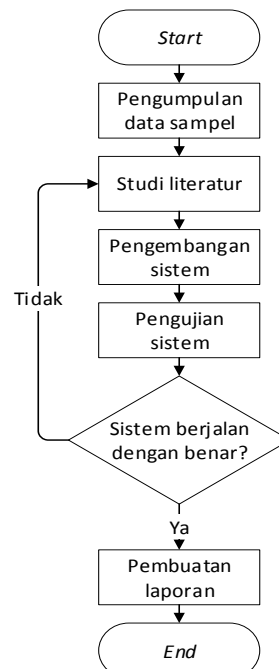 Start
Pengumpulan
data sampel
Studi literatur
Pengembangan
sistem
Tidak
Pengujian
sistem
Sistem berjalan
dengan benar?
Ya
Pembuatan
laporan
End